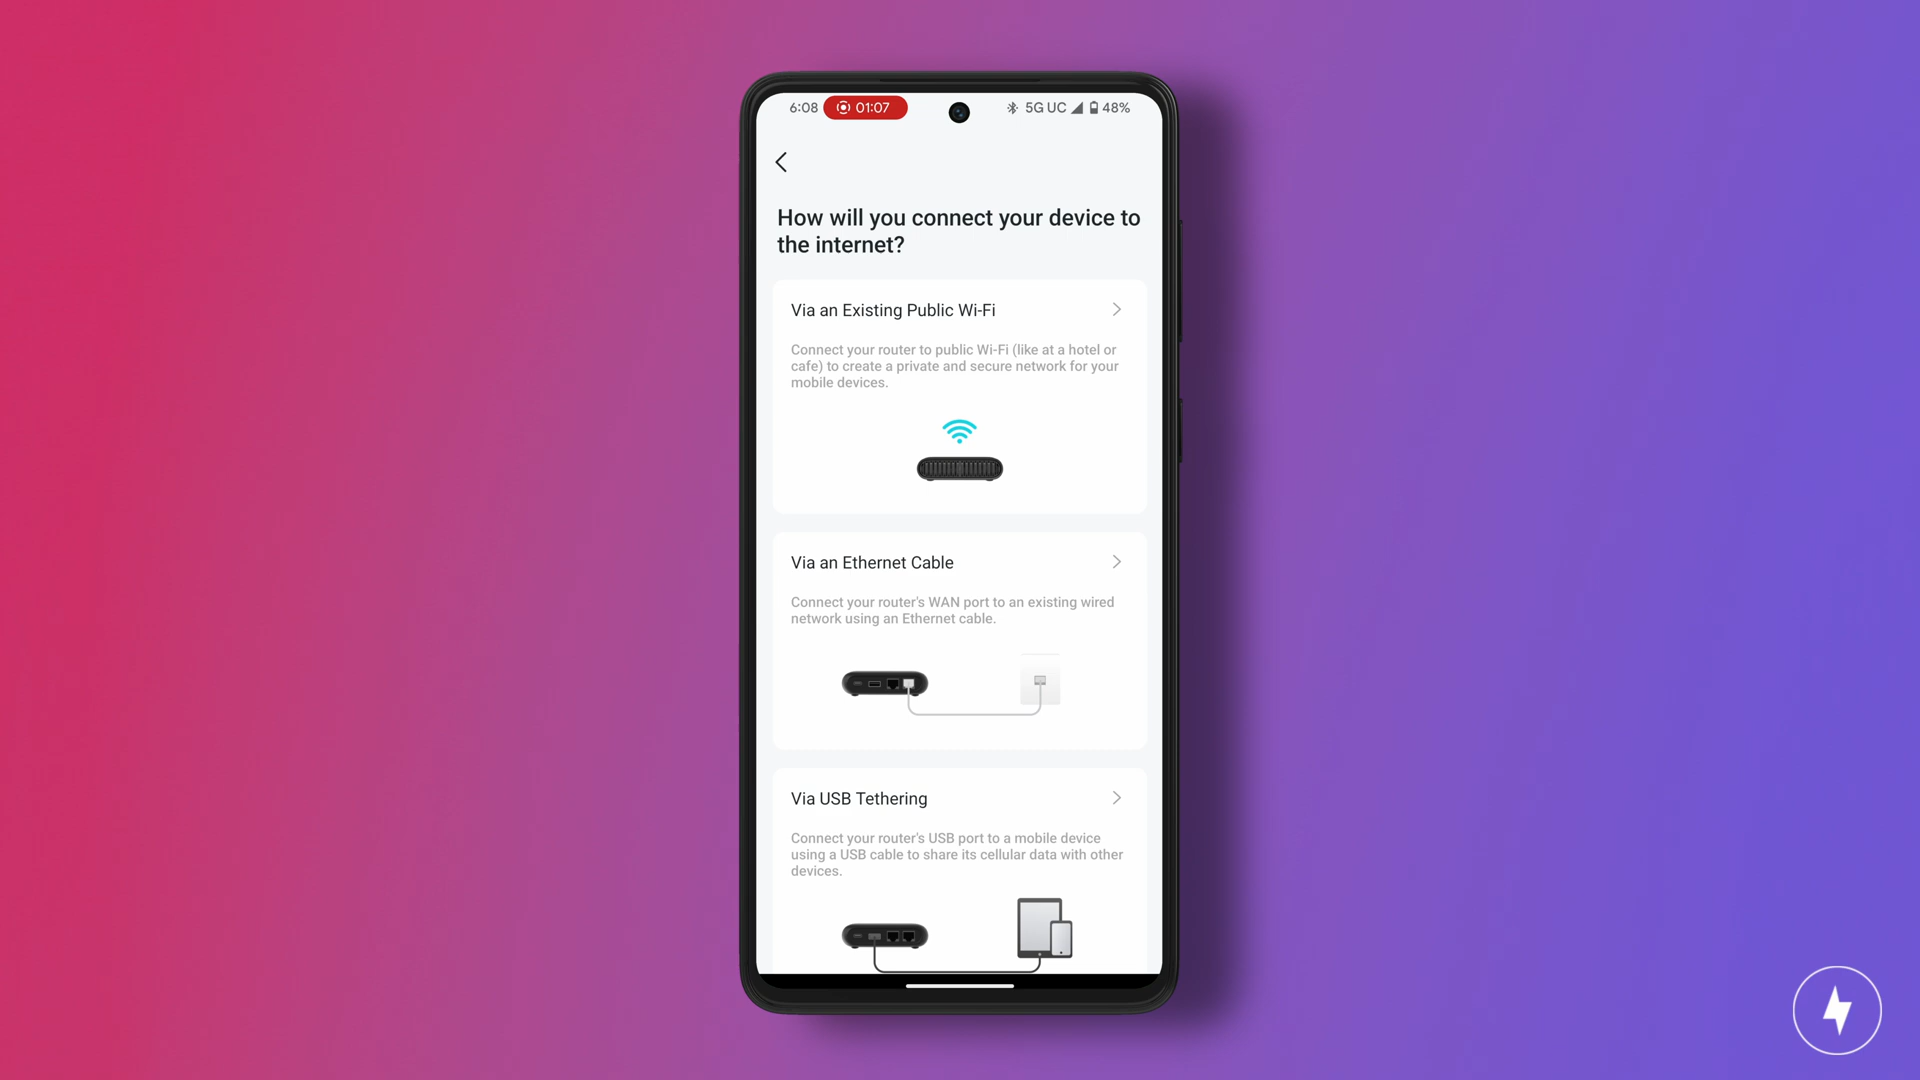 6:08 01:07 5G UC 48%
How will you connect your device to
the internet?
Via an Existing Public Wi-Fi
Connect your router to public Wi-Fi (like at a hotel or
cafe) to create a private and secure network for your
mobile devices.
Via an Ethernet Cable
Connect your router's WAN port to an existing wired
network using an Ethernet cable.
Via USB Tethering
Connect your router's USB port to a mobile device
using a USB cable to share its cellular data with other
devices.